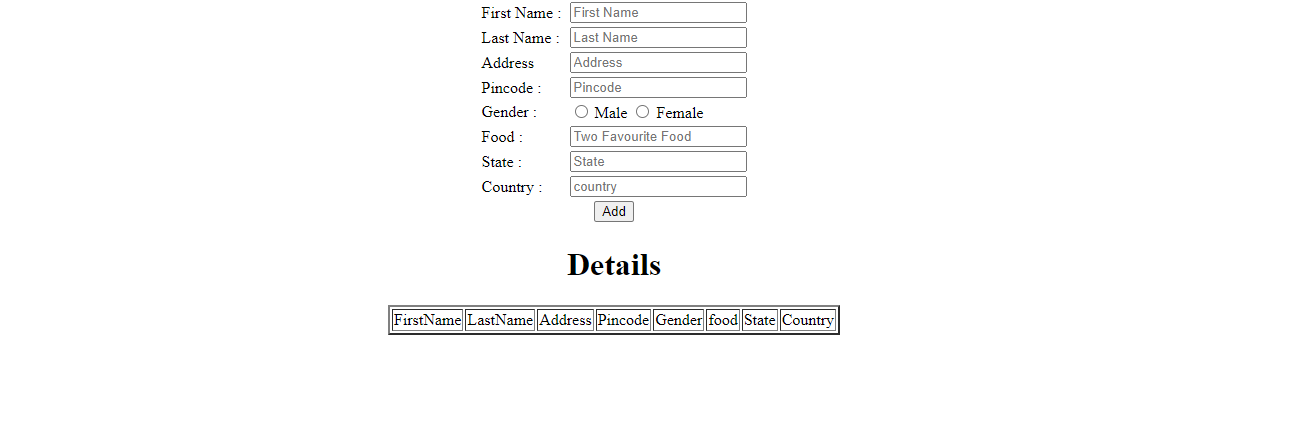 First Name : First Name
Last Name : Last Name
Address Address
Pincode : Pincode
Gender : Male Female
Food : Two Favourite Food
State : State
Country : country
Add
Details
FirstName LastName Address Pincode Gender food State Country